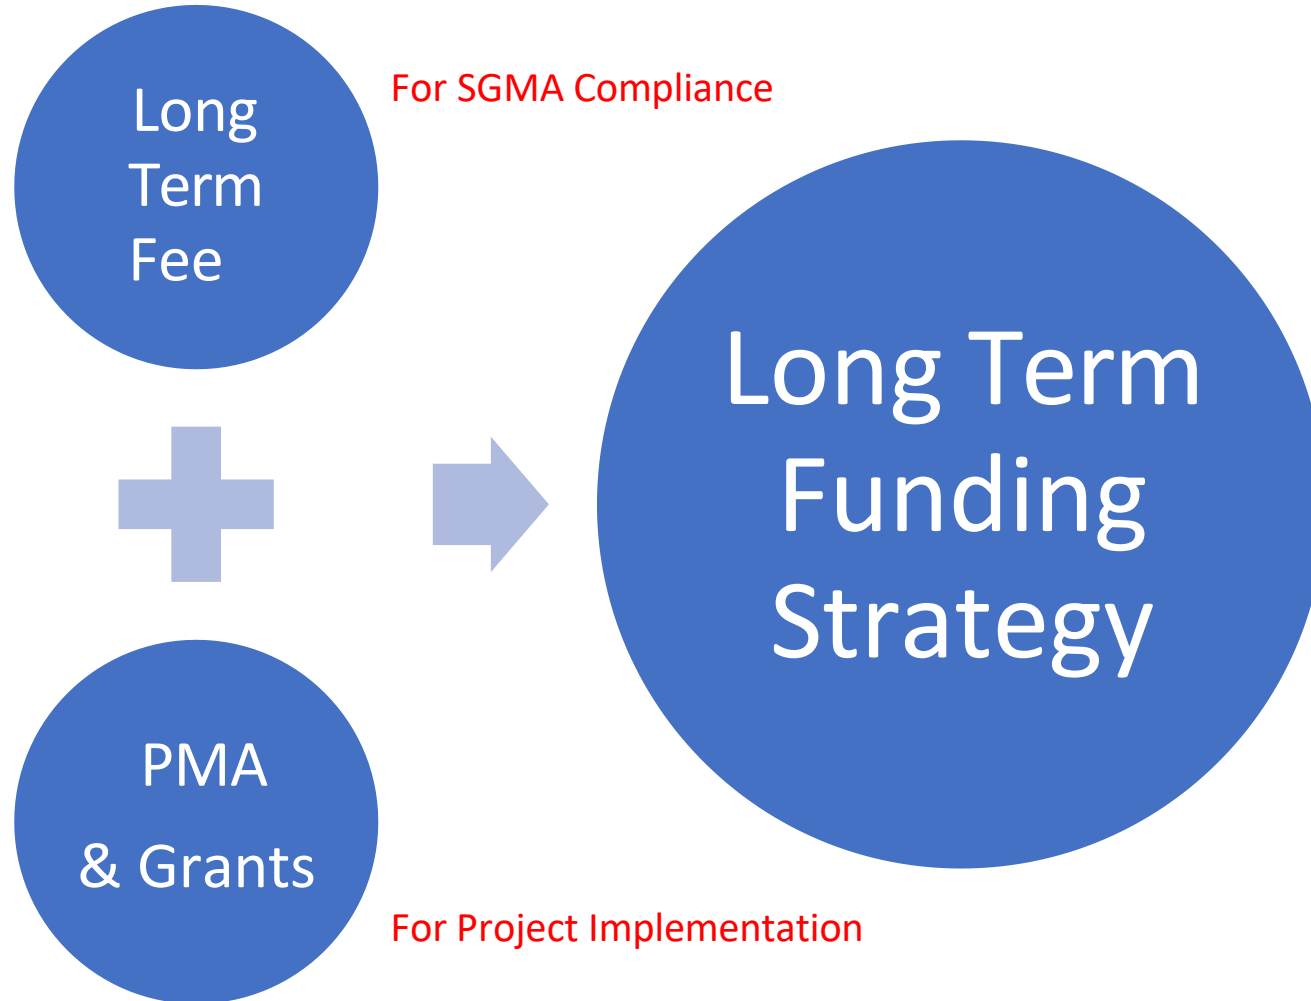 Long
Term
Fee
For SGMA Compliance
Long Term
Funding
Strategy
PMA
& Grants
For Project Implementation